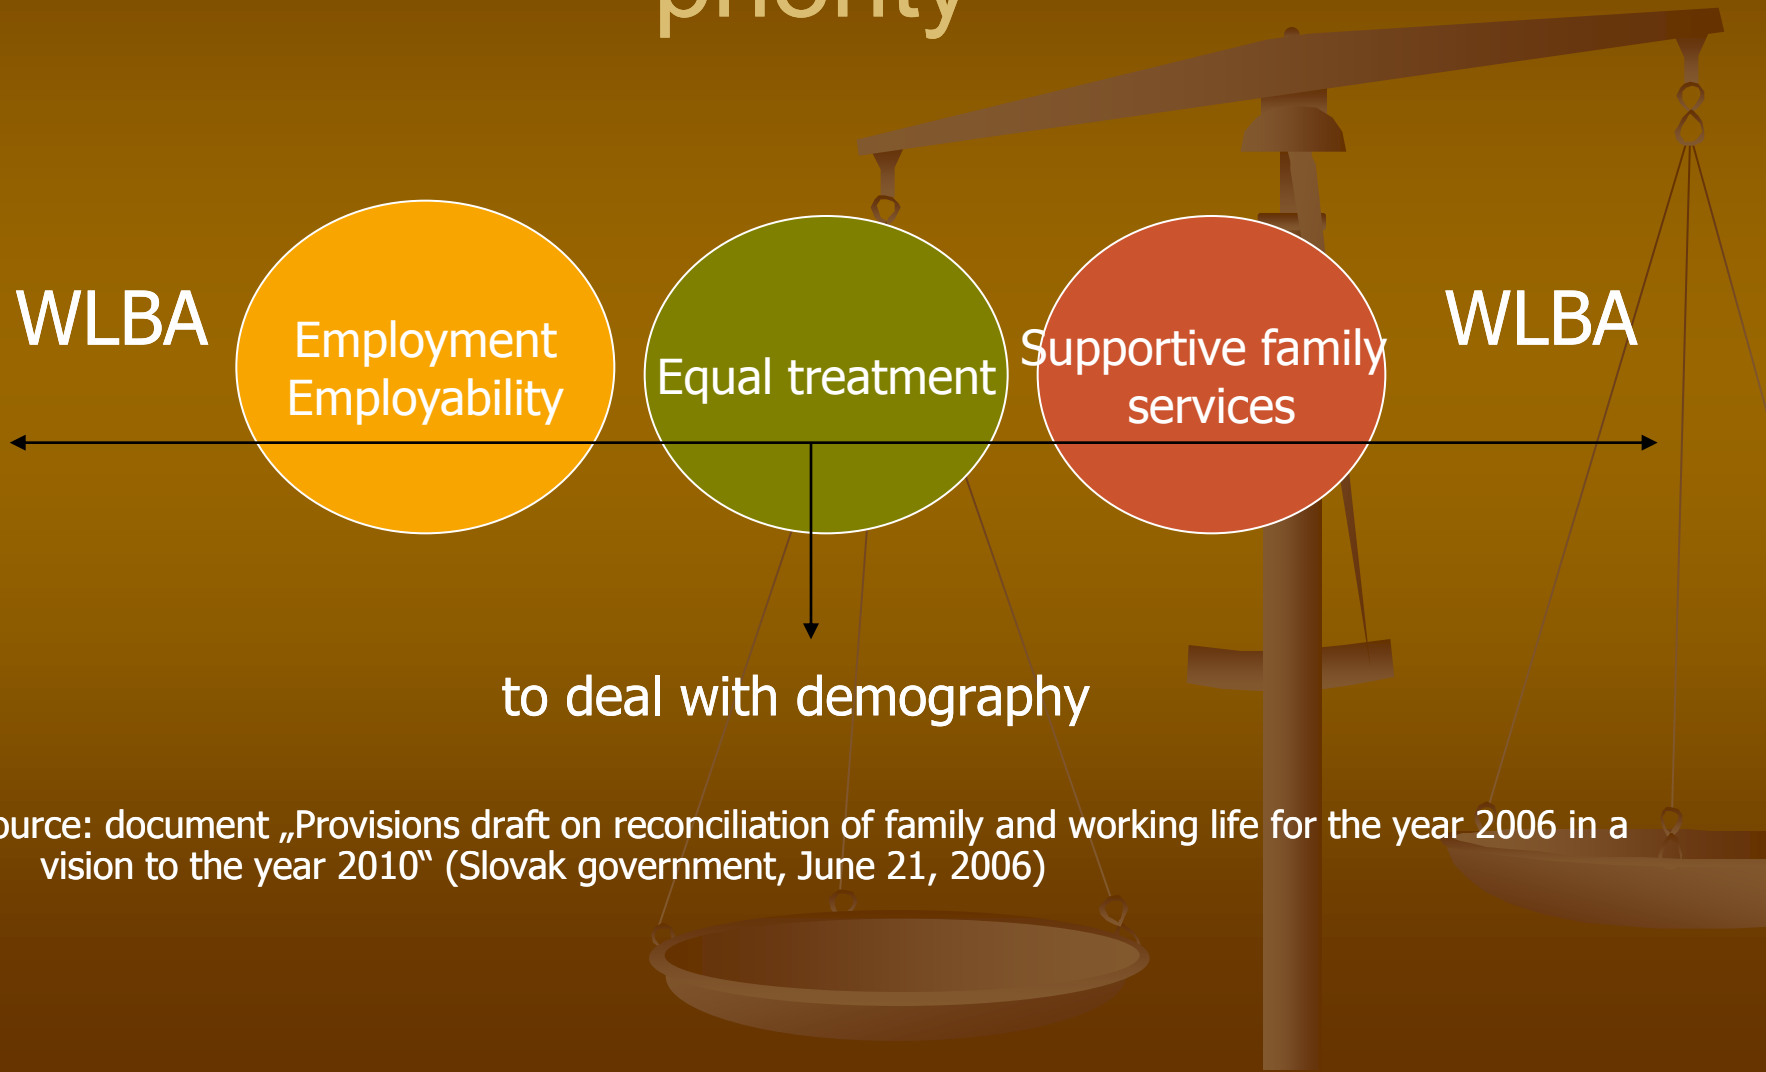 priority
WLBA
Employment
Employability
Equal treatment
Supportive family
services
WLBA
to deal with demography
ource: document „Provisions draft on reconciliation of family and working life for the year 2006 in a
vision to the year 2010“ (Slovak government, June 21, 2006)